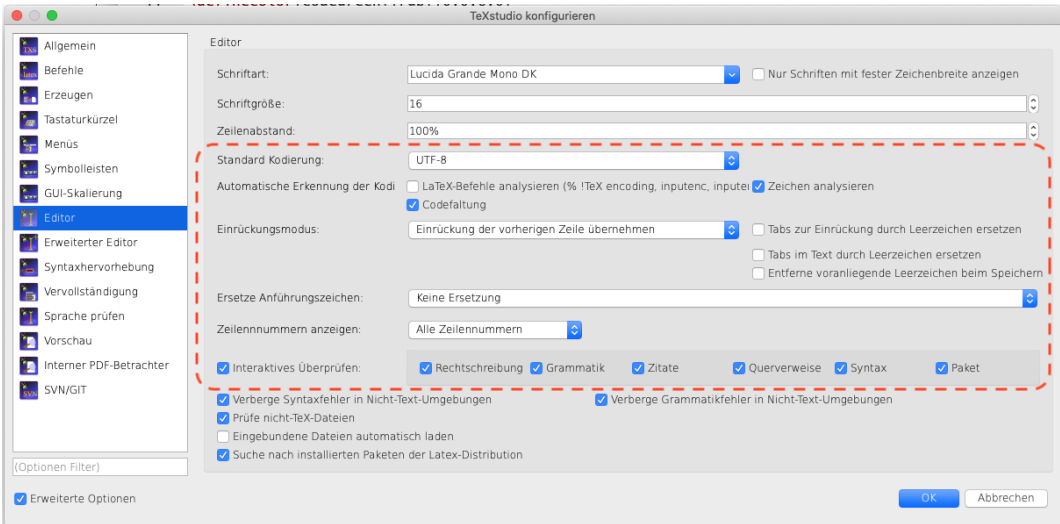 TeXstudio konfigurieren
Allgemein
Befehle
Erzeugen
Tastaturkürzel
Menüs
Symbolleisten
GUI-Skalierung
Editor
Erweiterter Editor
Syntaxhervorhebung
Vervollständigung
Sprache prüfen
Vorschau
Interner PDF-Betrachter
SVN/GIT
(Optionen Filter)
Erweiterte Optionen
Editor
Schriftart: Lucida Grande Mono DK Nur Schriften mit fester Zeichenbreite anzeigen
Schriftgröße: 16
Zeilenabstand: 100%
Standard Kodierung: UTF-8
Automatische Erkennung der Kodi LaTeX-Befehle analysieren (% !TeX encoding, inputenc, inputer Zeichen analysieren
Codefaltung
Einrückungsmodus: Einrückung der vorherigen Zeile übernehmen Tabs zur Einrückung durch Leerzeichen ersetzen
Tabs im Text durch Leerzeichen ersetzen
Entferne voranliegende Leerzeichen beim Speichern
Ersetze Anführungszeichen: Keine Ersetzung
Zeilennnummern anzeigen: Alle Zeilennummern
Interaktives Überprüfen: Rechtschreibung Grammatik Zitate Querverweise Syntax Paket
Verberge Syntaxfehler in Nicht-Text-Umgebungen Verberge Grammatikfehler in Nicht-Text-Umgebungen
Prüfe nicht-TeX-Dateien
Eingebundene Dateien automatisch laden
Suche nach installierten Paketen der Latex-Distribution
OK Abbrechen